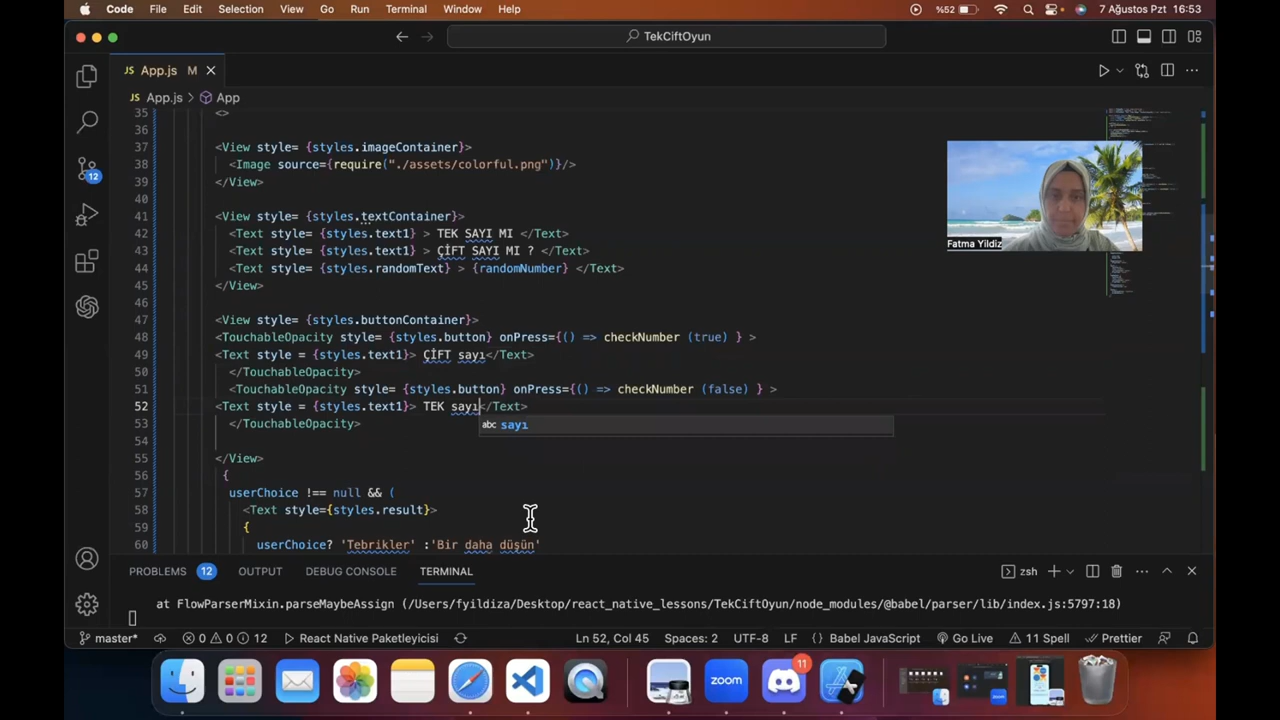 Code File Edit Selection View Go Run Terminal Window Help %52 7 Ağustos Pzt 16:53
TekCiftOyun
JS App.js M
JS App.js > App
35 <>
36
37 <View style= {styles.imageContainer}>
38 <Image source={require("./assets/colorful.png")}/>
39 </View>
40
41 <View style= {styles.textContainer}>
42 <Text style= {styles.text1} > TEK SAYI MI </Text>
43 <Text style= {styles.text1} > ÇİFT SAYI MI ? </Text>
44 <Text style= {styles.randomText} > {randomNumber} </Text>
45 </View>
46
47 <View style= {styles.buttonContainer}>
48 <TouchableOpacity style= {styles.button} onPress={() => checkNumber (true) } >
49 <Text style = {styles.text1}> ÇİFT sayı</Text>
50 </TouchableOpacity>
51 <TouchableOpacity style= {styles.button} onPress={() => checkNumber (false) } >
52 <Text style = {styles.text1}> TEK sayı</Text>
53 </TouchableOpacity>
abc sayı
54
55 </View>
56 {
57 userChoice !== null && (
58 <Text style={styles.result}>
59 {
60 userChoice? 'Tebrikler' :'Bir daha düşün'
Fatma Yildiz
12
PROBLEMS 12 OUTPUT DEBUG CONSOLE TERMINAL zsh
at FlowParserMixin.parseMaybeAssign (/Users/fyildiza/Desktop/react_native_lessons/TekCiftOyun/node_modules/@babel/parser/lib/index.js:5797:18)
master* 0 0 12 React Native Paketleyicisi Ln 52, Col 45 Spaces: 2 UTF-8 LF {} Babel JavaScript Go Live 11 Spell Prettier
zoom
11